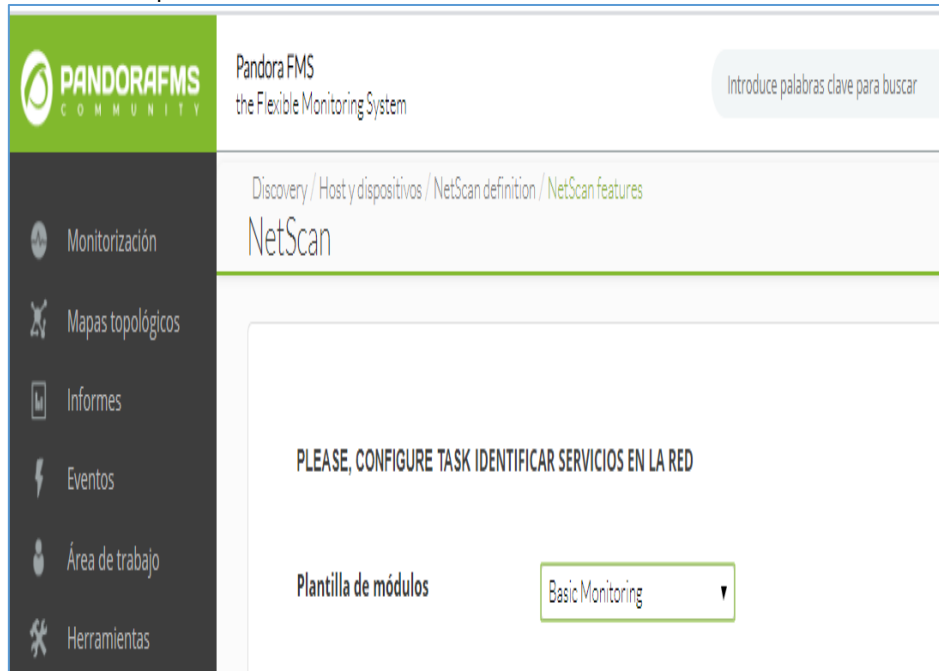 PANDORAFMS
COMMUNITY
Pandora FMS
the Flexible Monitoring System
Introduce palabras clave para buscar
Discovery / Host y dispositivos / NetScan definition / NetScan features
NetScan
Monitorización
Mapas topológicos
Informes
Eventos
Área de trabajo
Herramientas
PLEASE, CONFIGURE TASK IDENTIFICAR SERVICIOS EN LA RED
Plantilla de módulos
Basic Monitoring